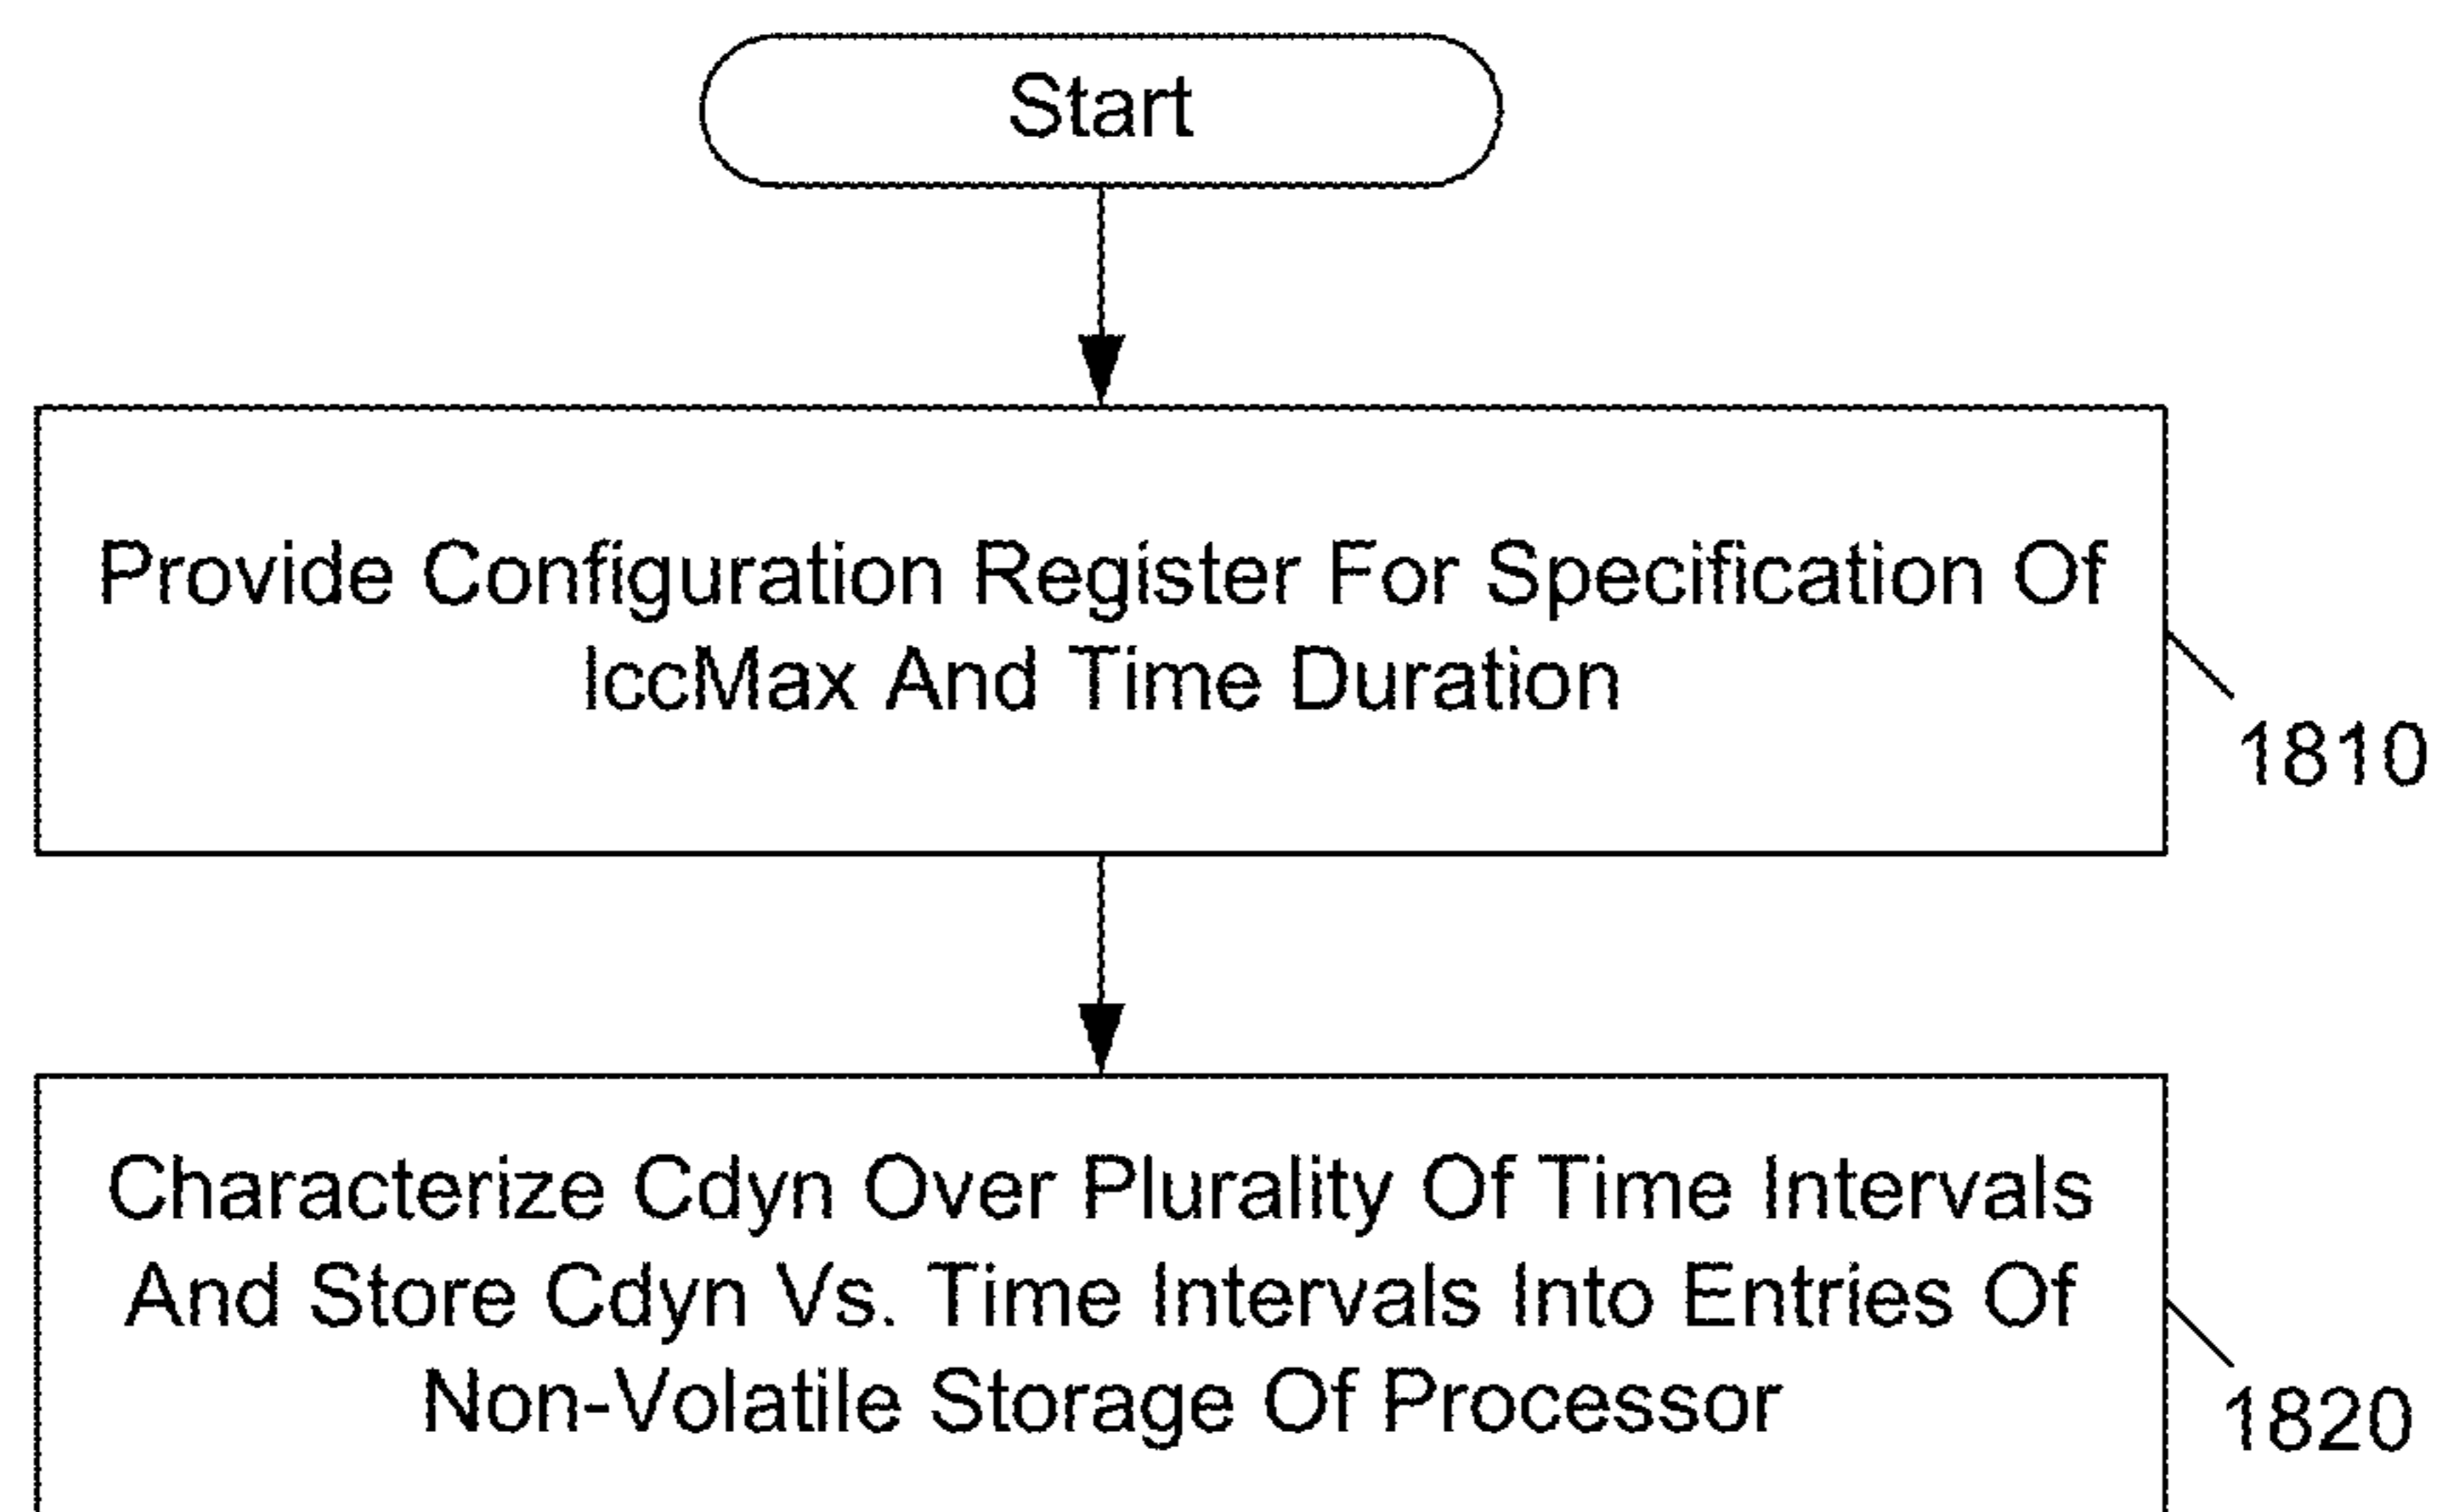 Start
Provide Configuration Register For Specification Of
IccMax And Time Duration
1810
Characterize Cdyn Over Plurality Of Time Intervals
And Store Cdyn Vs. Time Intervals Into Entries Of
Non-Volatile Storage Of Processor
1820